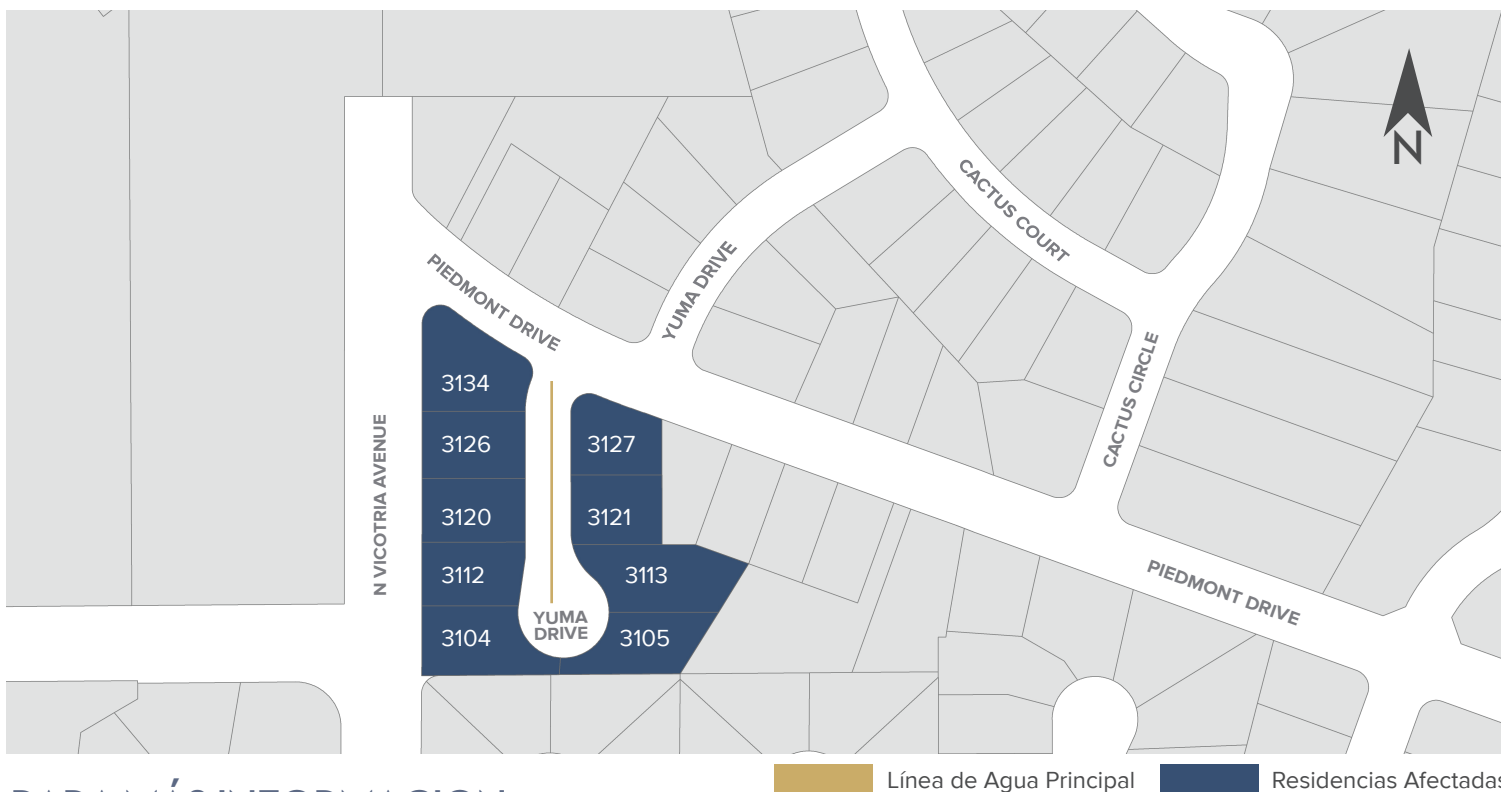 N
CACTUS COURT
YUMA DRIVE
PIEDMONT DRIVE
CACTUS CIRCLE
3134
3126
3127
N VICOTRIA AVENUE
3120
3121
3112
3113
PIEDMONT DRIVE
YUMA
DRIVE
3104
3105
Línea de Agua Principal
Residencias Afectadas